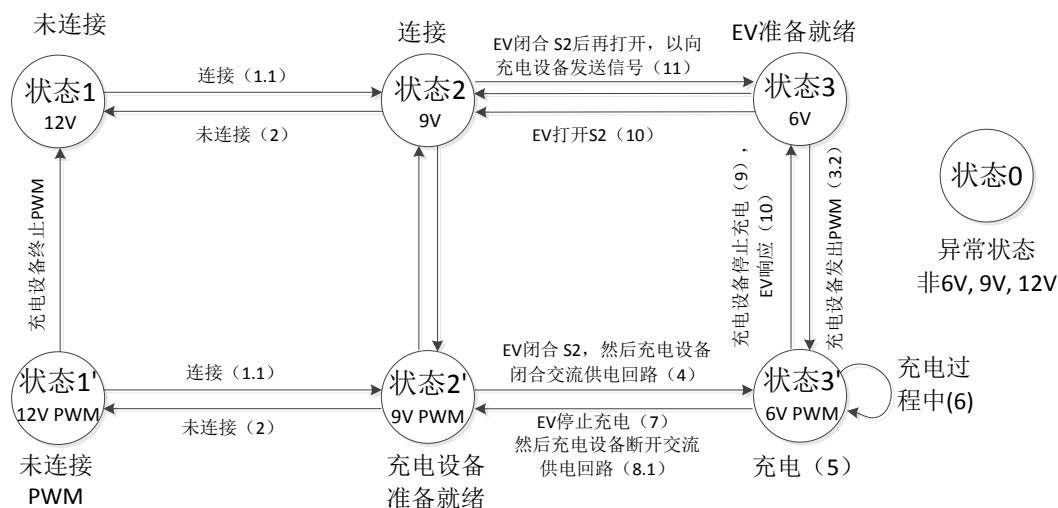 未连接
连接
EV准备就绪
状态1
12V
连接（1.1）
未连接（2）
状态2
9V
EV闭合 S2后再打开，以向
充电设备发送信号（11）
EV打开S2（10）
状态3
6V
状态0
异常状态
非6V, 9V, 12V
充电设备终止PWM
充电设备停止充电（9），
EV响应（10）
充电设备发出PWM（3.2）
状态1'
12V PWM
连接（1.1）
未连接（2）
状态2'
9V PWM
EV闭合 S2，然后充电设备
闭合交流供电回路（4）
EV停止充电（7）
然后充电设备断开交流
供电回路（8.1）
状态3'
6V PWM
充电过
程中(6)
未连接
PWM
充电设备
准备就绪
充电（5）